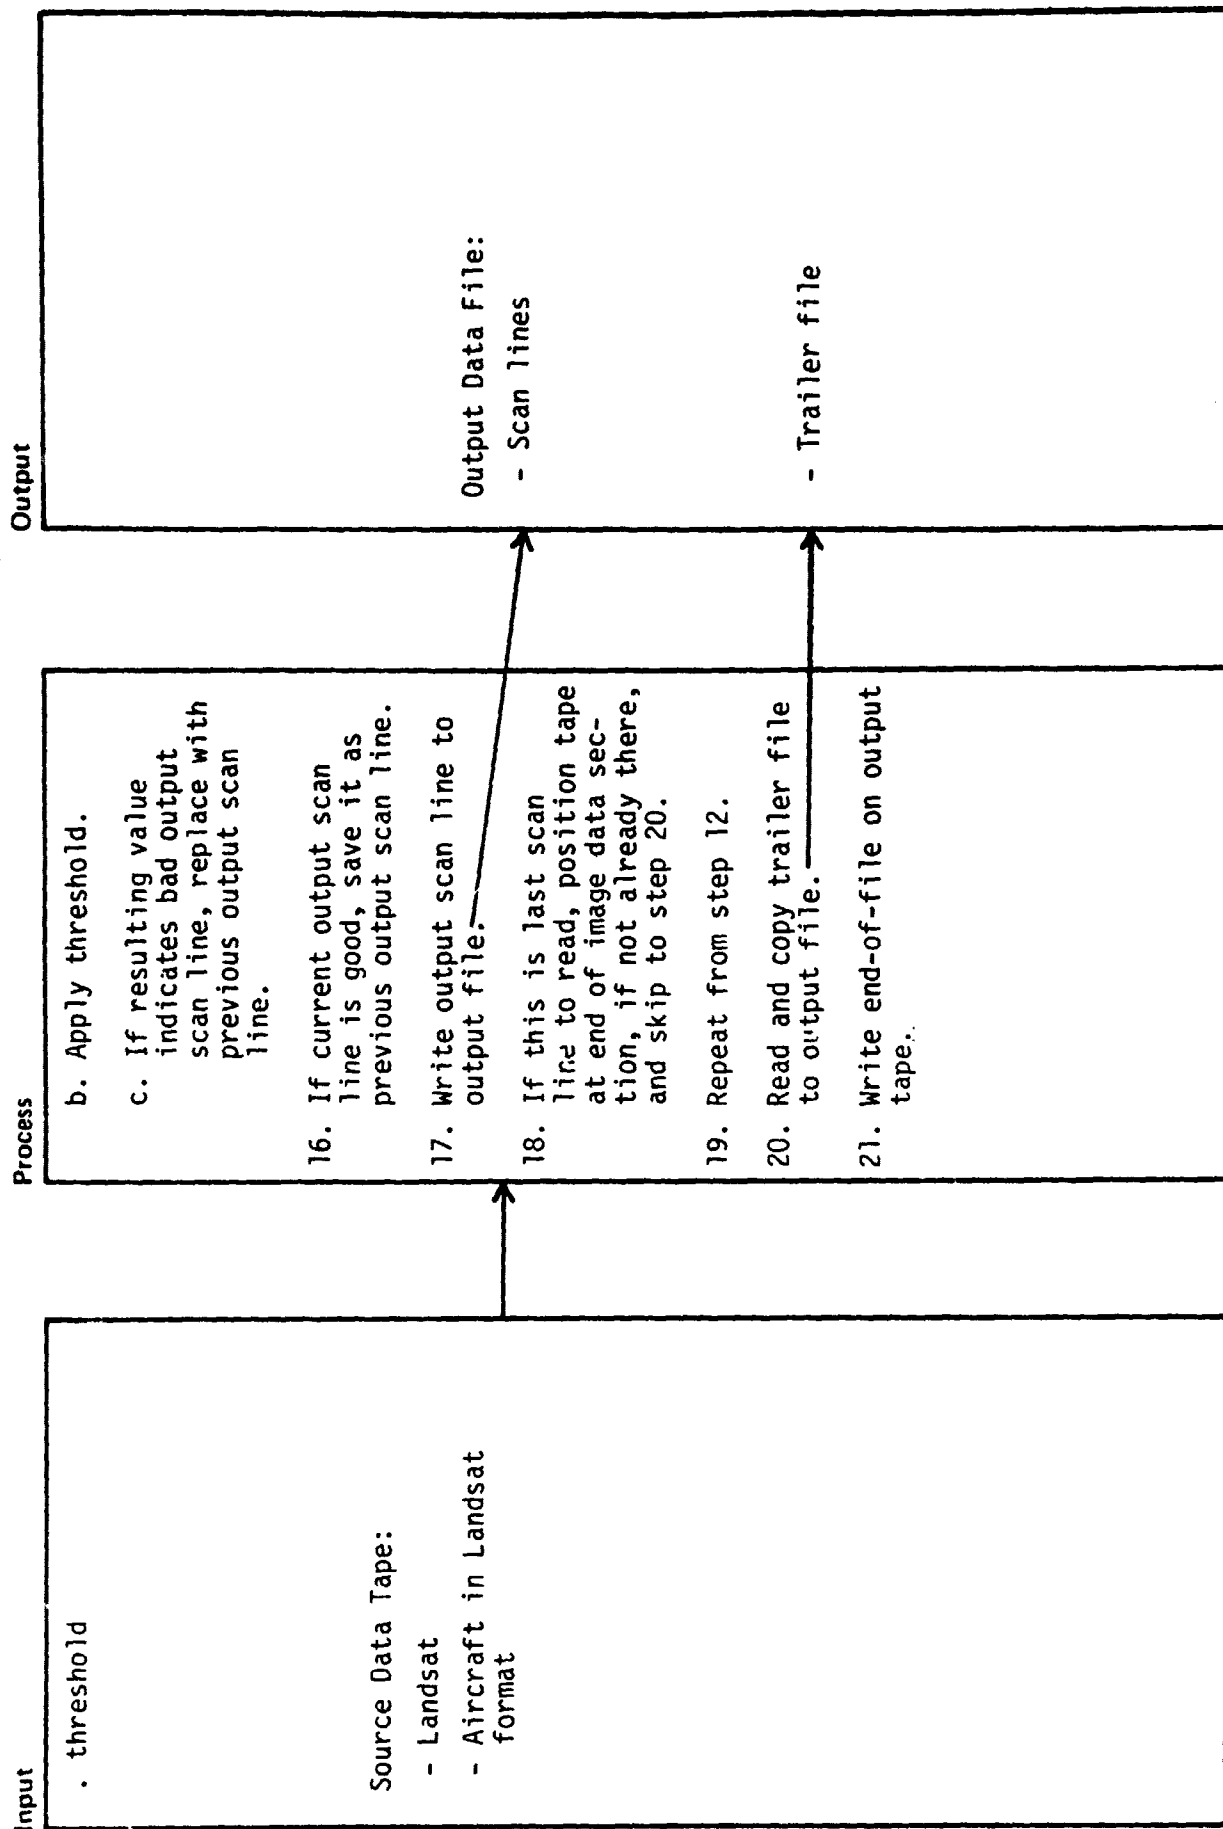 Input
. threshold
Source Data Tape:
- Landsat
- Aircraft in Landsat
format
Process
b. Apply threshold.
c. If resulting value
indicates bad output
scan line, replace with
previous output scan
line.
16. If current output scan
line is good, save it as
previous output scan line.
17. Write output scan line to
output file.
18. If this is last scan
line to read, position tape
at end of image data sec-
tion, if not already there,
and skip to step 20.
19. Repeat from step 12.
20. Read and copy trailer file
to output file.
21. Write end-of-file on output
tape.
Output
Output Data File:
- Scan lines
- Trailer file